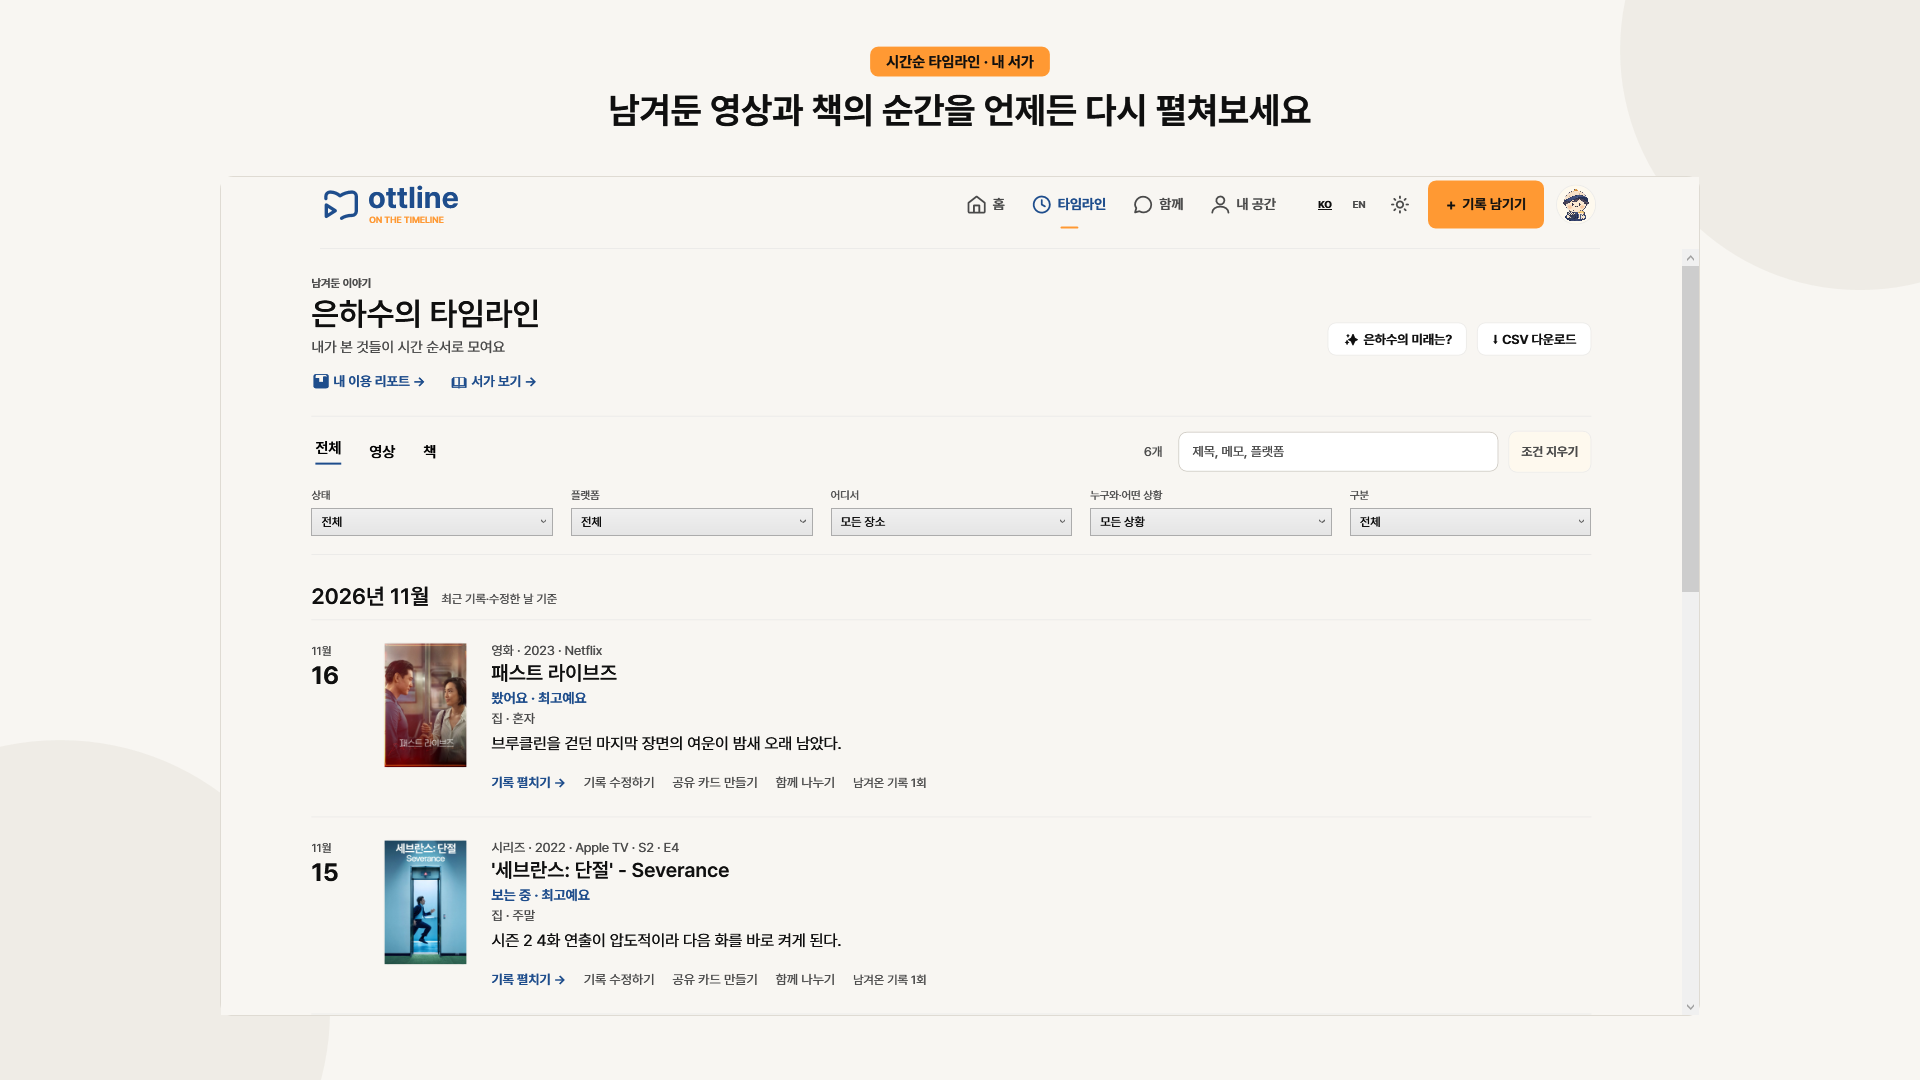 시간순 타임라인 · 내 서가
남겨둔 영상과 책의 순간을 언제든 다시 펼쳐보세요
ottline
ON THE TIMELINE
홈
타임라인
함께
내 공간
KO
EN
+ 기록 남기기
남겨둔 이야기
은하수의 타임라인
내가 본 것들이 시간 순서로 모여요
은하수의 미래는?
CSV 다운로드
내 이용 리포트 →
서가 보기 →
전체
영상
책
6개
제목, 메모, 플랫폼
조건 지우기
상태
플랫폼
어디서
누구와·어떤 상황
구분
전체
전체
모든 장소
모든 상황
전체
2026년 11월 최근 기록·수정한 날 기준
11월
16
패스트 라이브즈
영화 · 2023 · Netflix
패스트 라이브즈
봤어요 · 최고예요
집 · 혼자
브루클린을 걷던 마지막 장면의 여운이 밤새 오래 남았다.
기록 펼치기 → 기록 수정하기 공유 카드 만들기 함께 나누기 남겨온 기록 1회
11월
15
세브란스: 단절
Severance
시리즈 · 2022 · Apple TV · S2 · E4
'세브란스: 단절' - Severance
보는 중 · 최고예요
집 · 주말
시즌 2 4화 연출이 압도적이라 다음 화를 바로 켜게 된다.
기록 펼치기 → 기록 수정하기 공유 카드 만들기 함께 나누기 남겨온 기록 1회